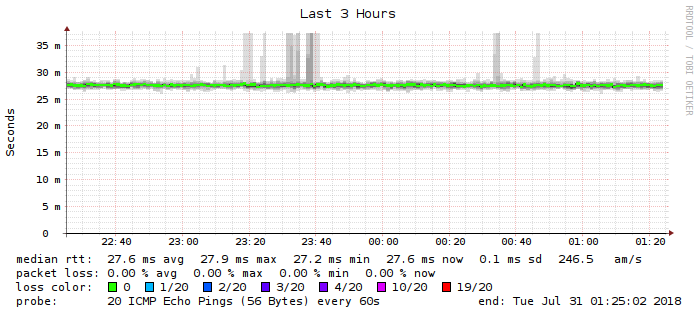 Last 3 Hours
RRDTOOL / TOBI OETIKER
Seconds
35 m
30 m
25 m
20 m
15 m
10 m
5 m
0
22:40 23:00 23:20 23:40 00:00 00:20 00:40 01:00 01:20
median rtt: 27.6 ms avg 27.9 ms max 27.2 ms min 27.6 ms now 0.1 ms sd 246.5 am/s
packet loss: 0.00 % avg 0.00 % max 0.00 % min 0.00 % now
loss color: 0 1/20 2/20 3/20 4/20 10/20 19/20
probe: 20 ICMP Echo Pings (56 Bytes) every 60s end: Tue Jul 31 01:25:02 2018